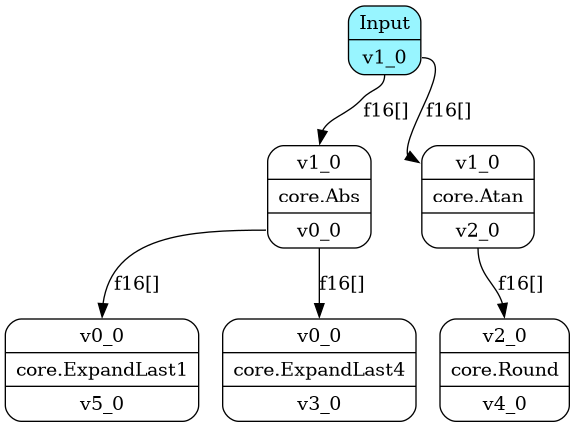 Input
v1_0
f16[]
f16[]
v1_0
core.Abs
v0_0
v1_0
core.Atan
v2_0
f16[]
f16[]
f16[]
v0_0
core.ExpandLast1
v5_0
v0_0
core.ExpandLast4
v3_0
v2_0
core.Round
v4_0